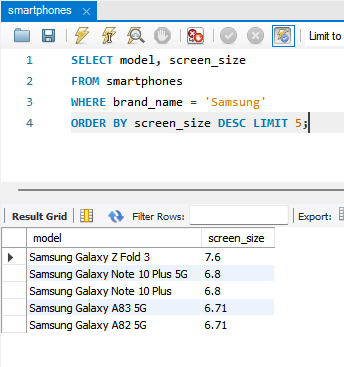 smartphones
Limit to
1 SELECT model, screen_size
2 FROM smartphones
3 WHERE brand_name = 'Samsung'
4 ORDER BY screen_size DESC LIMIT 5;
Result Grid Filter Rows: Export:
model screen_size
Samsung Galaxy Z Fold 3 7.6
Samsung Galaxy Note 10 Plus 5G 6.8
Samsung Galaxy Note 10 Plus 6.8
Samsung Galaxy A83 5G 6.71
Samsung Galaxy A82 5G 6.71